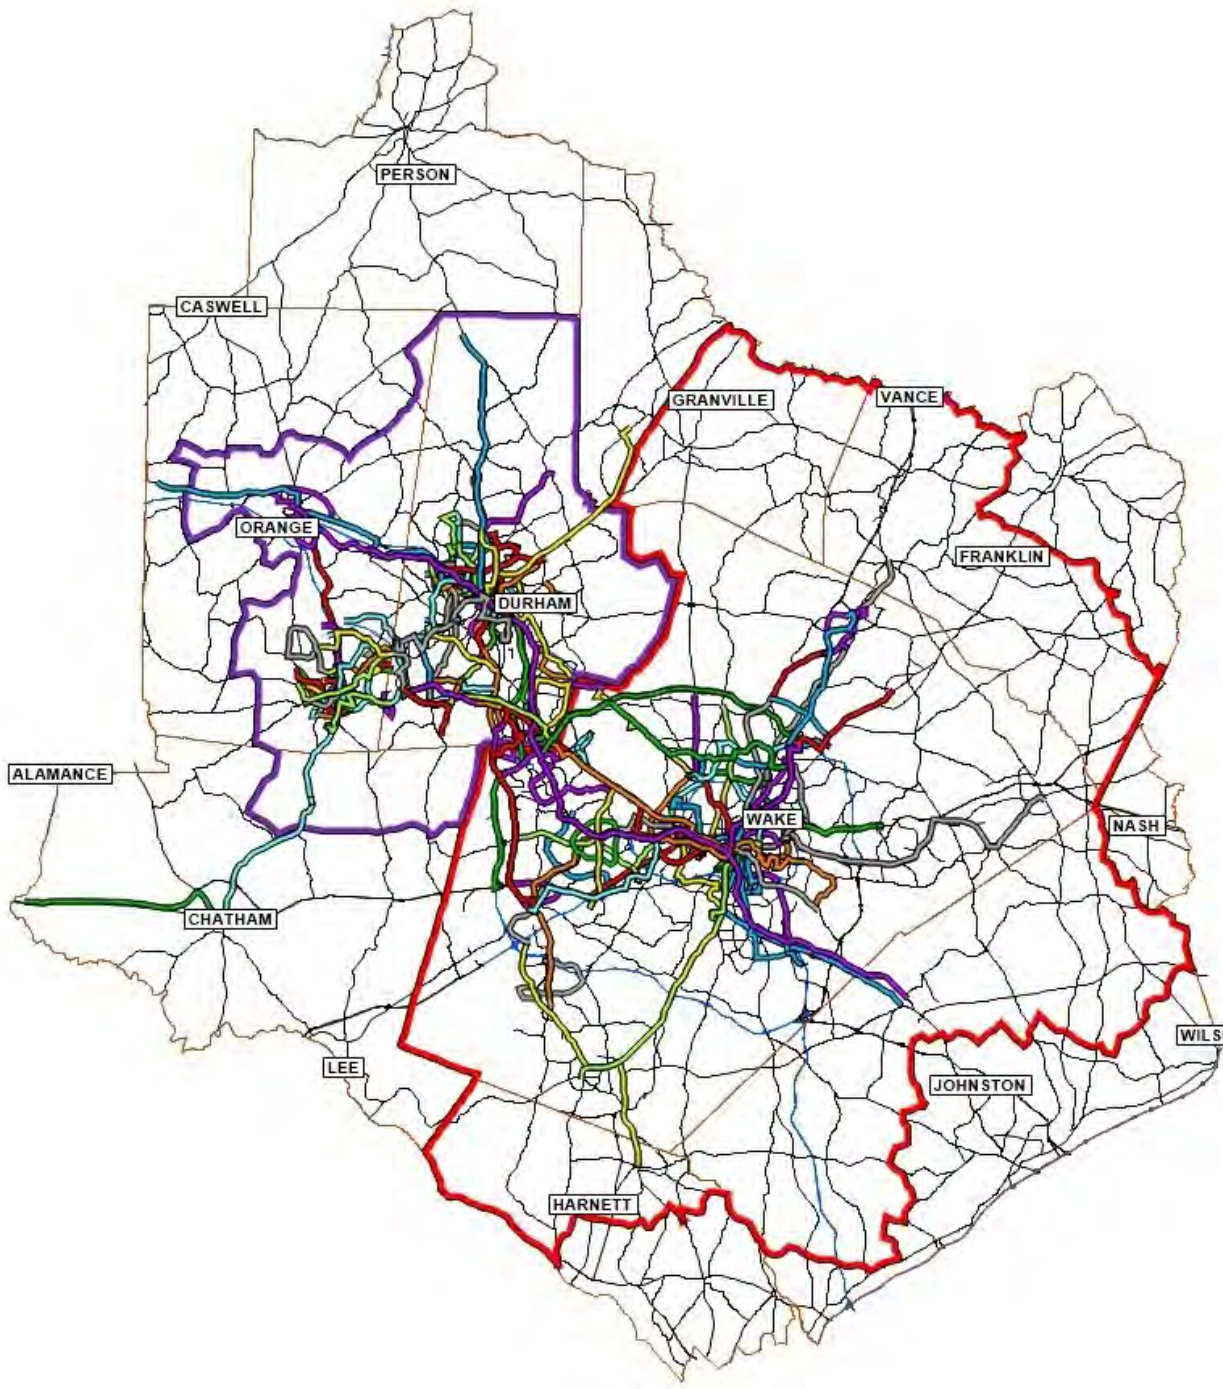 PERSON
CASWELL
GRANVILLE
VANCE
ORANGE
FRANKLIN
DURHAM
ALAMANCE
WAKE
NASH
CHATHAM
WILS
LEE
JOHNSTON
HARNETT